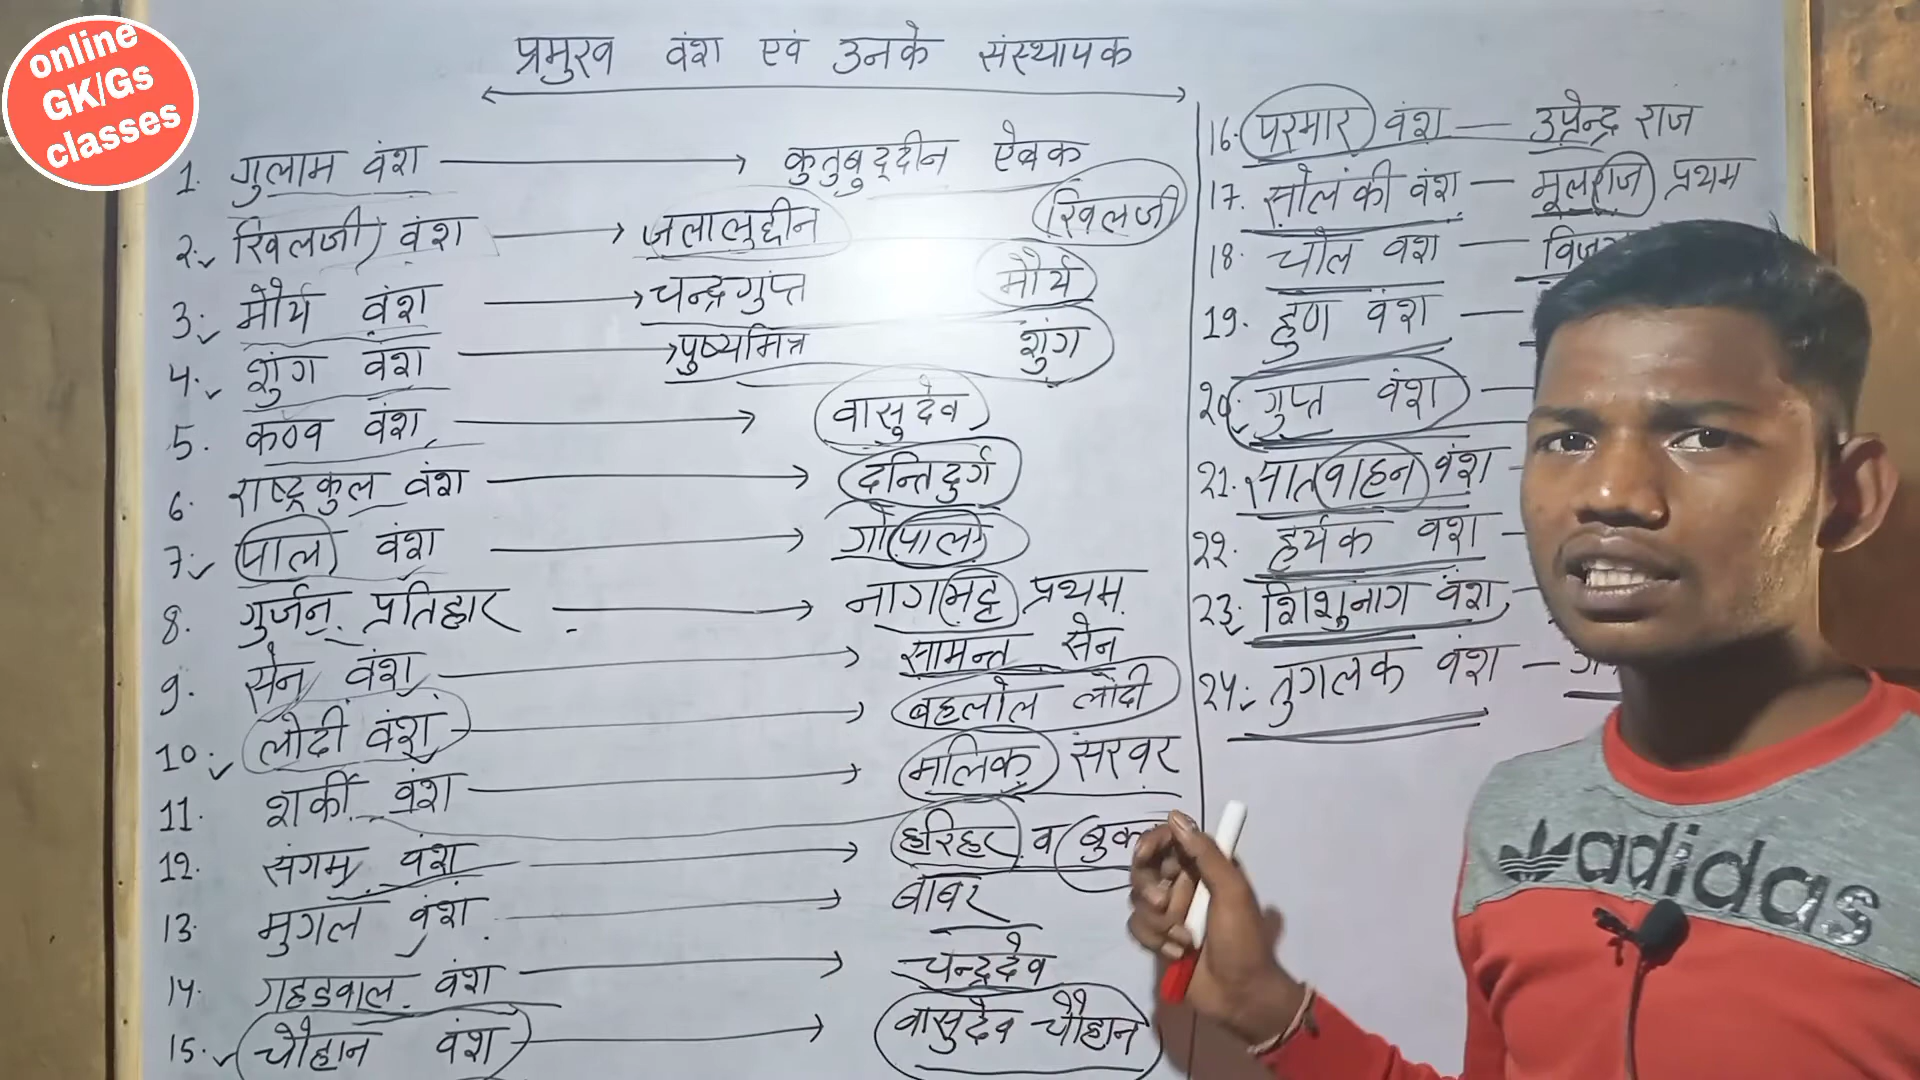 online
GK/Gs
classes
प्रमुख वंश एवं उनके संस्थापक
1. गुलाम वंश → कुतुबुद्दीन ऐबक
2. खिलजी वंश → जलालुद्दीन खिलजी
3. मौर्य वंश → चन्द्रगुप्त मौर्य
4. शुंग वंश → पुष्यमित्र शुंग
5. कण्व वंश → वासुदेव
6. राष्ट्रकुल वंश → दन्तिदुर्ग
7. पाल वंश → गोपाल
8. गुर्जन प्रतिहार → नागभट्ट प्रथम
9. सेन वंश → सामन्त सेन
10. लोदी वंश → बहलोल लोदी
11. शर्की वंश → मलिक सरवर
12. संगम वंश → हरिहर व
13. मुगल वंश → बाबर
14. गहडवाल वंश → चन्द्रदेव
15. चौहान वंश → वासुदेव चौहान
16. परमार वंश — उपेन्द्र राज
17. सोलंकी वंश — मूलराज प्रथम
18. चोल वंश —
19. हुण वंश —
20. गुप्त वंश —
21. सातवाहन वंश —
22. हर्यक वंश —
23. शिशुनाग वंश —
24. तुगलक वंश —
adidas